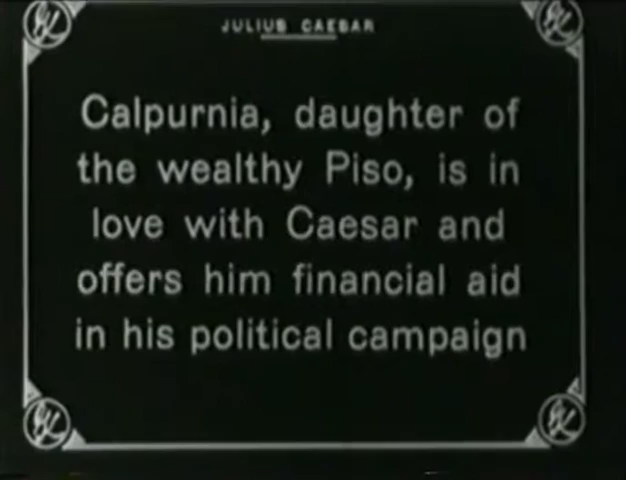 JULIUS CAESAR
Calpurnia, daughter of
the wealthy Piso, is in
love with Caesar and
offers him financial aid
in his political campaign